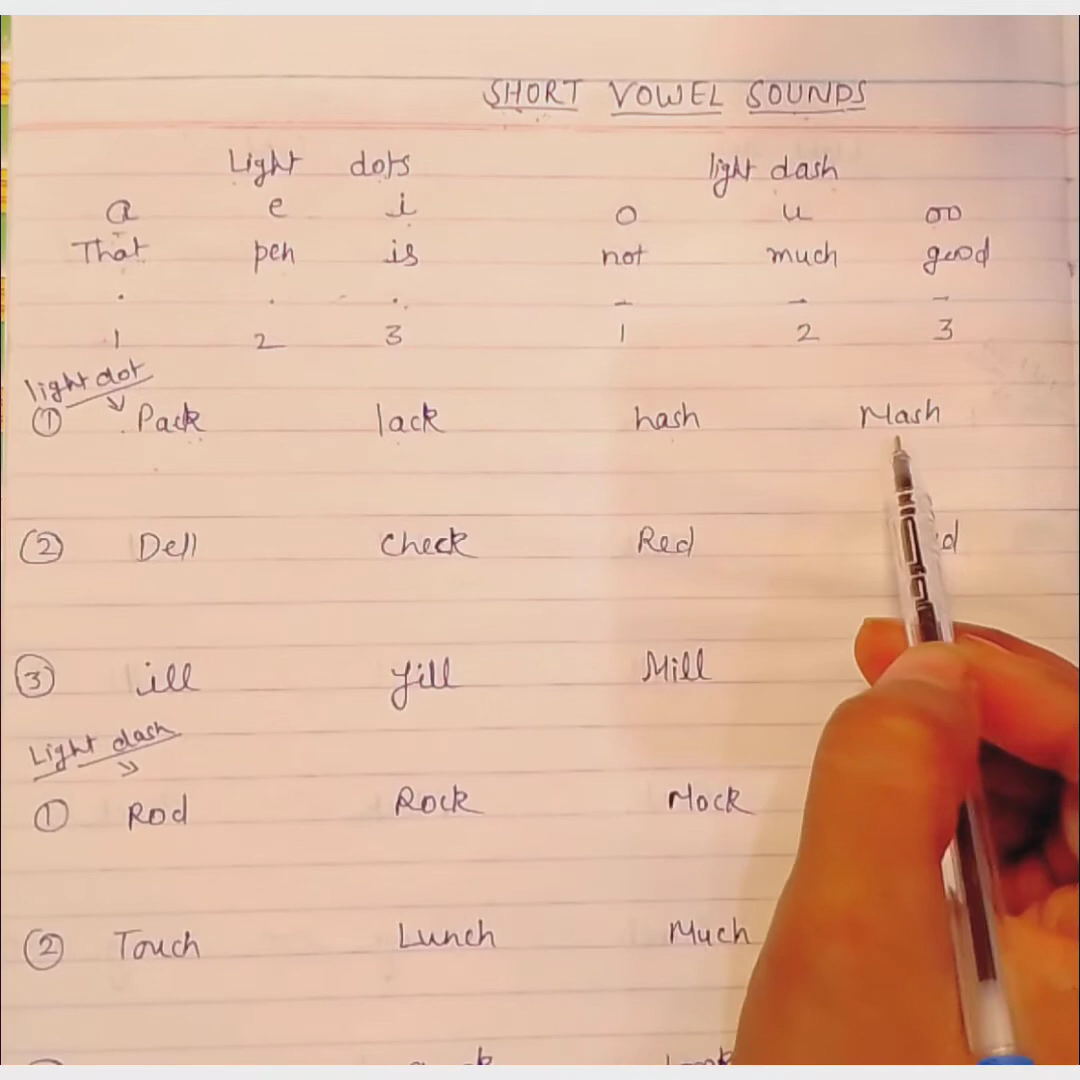 SHORT VOWEL SOUNDS
Light dots light dash
a e i o u oo
That pen is not much good
. . . - - -
1 2 3 1 2 3
light dot
① Pack lack hash Mash
② Dell Check Red
③ ill Jill Mill
Light dash
① Rod Rock Mock
② Touch Lunch Much